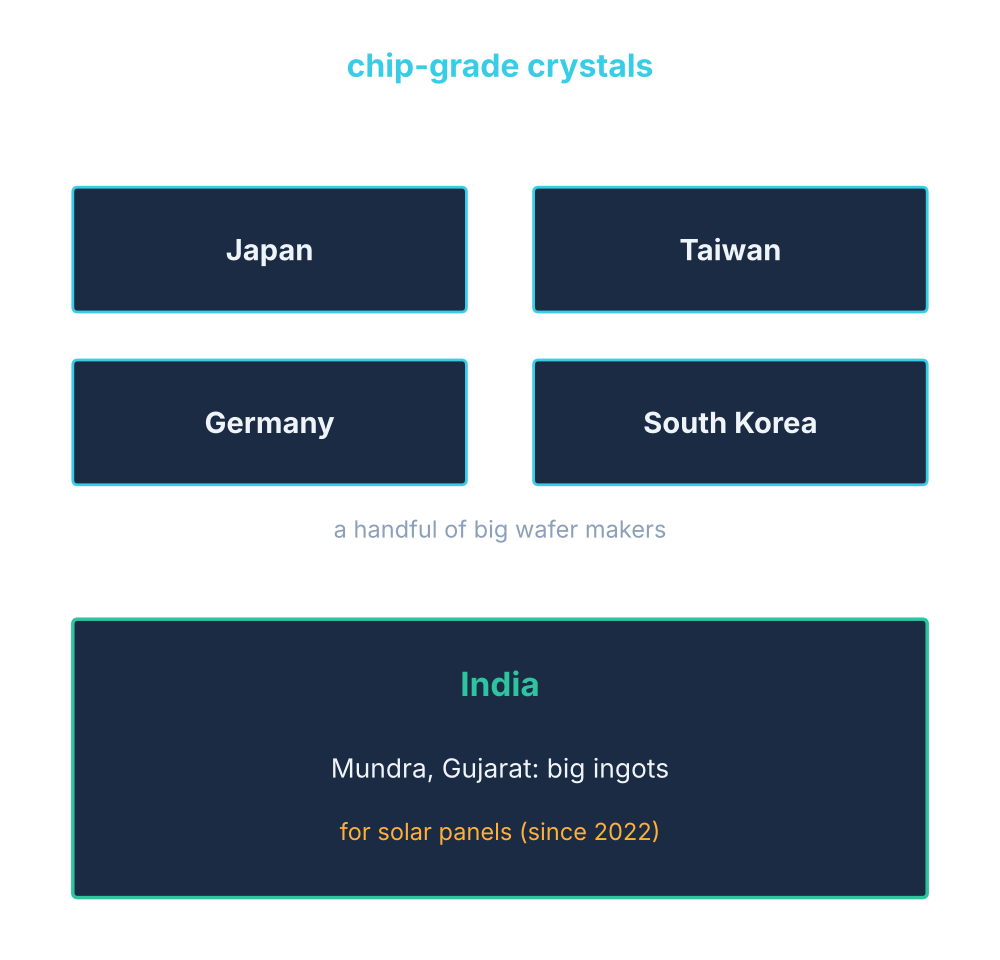 chip-grade crystals
Japan
Taiwan
Germany
South Korea
a handful of big wafer makers
India
Mundra, Gujarat: big ingots
for solar panels (since 2022)